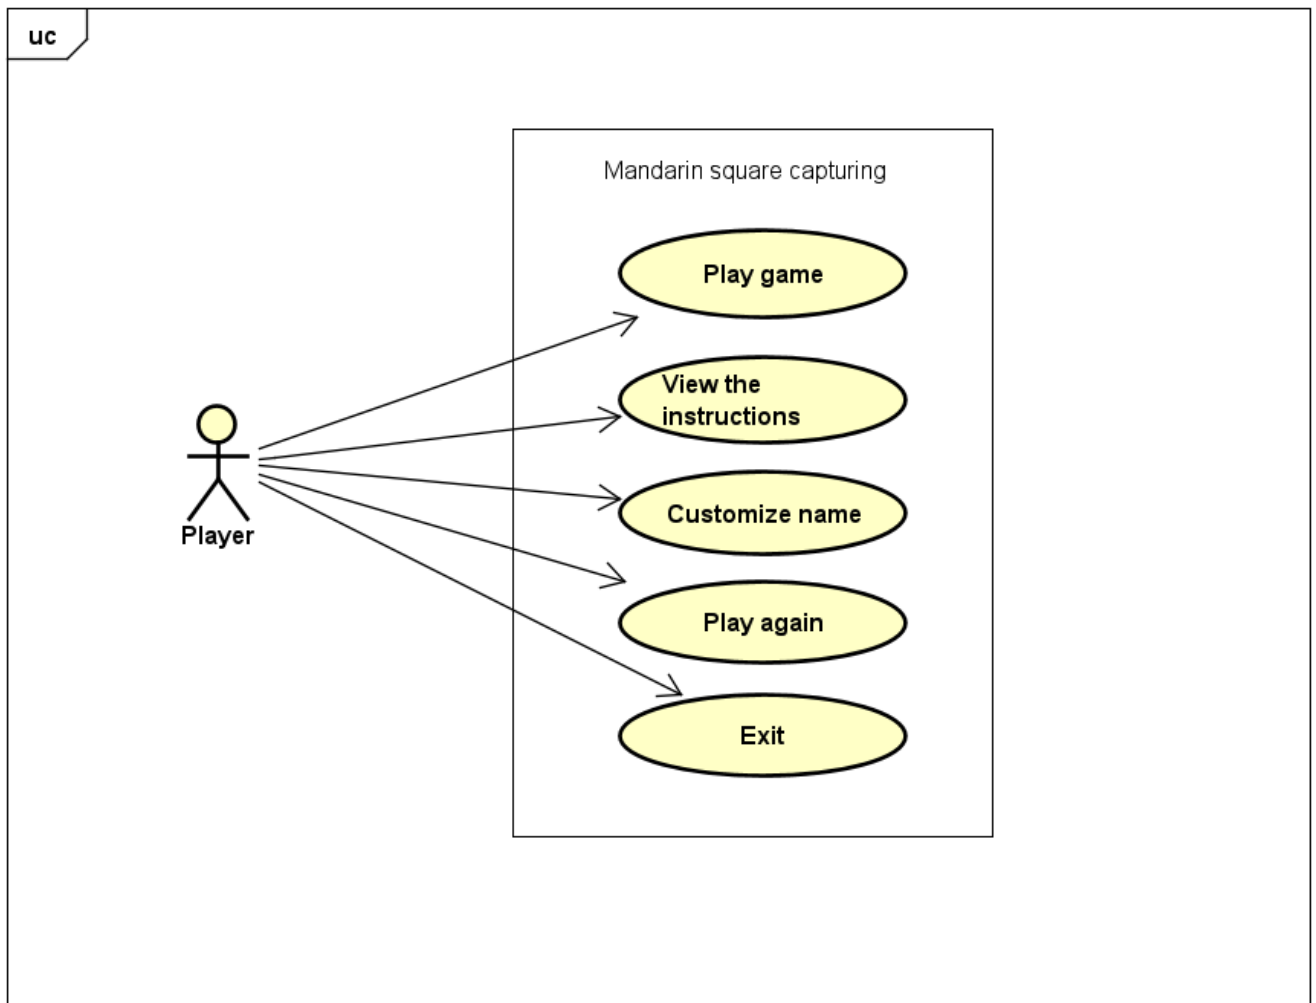 uc
Mandarin square capturing
Play game
View the
instructions
Customize name
Player
Play again
Exit